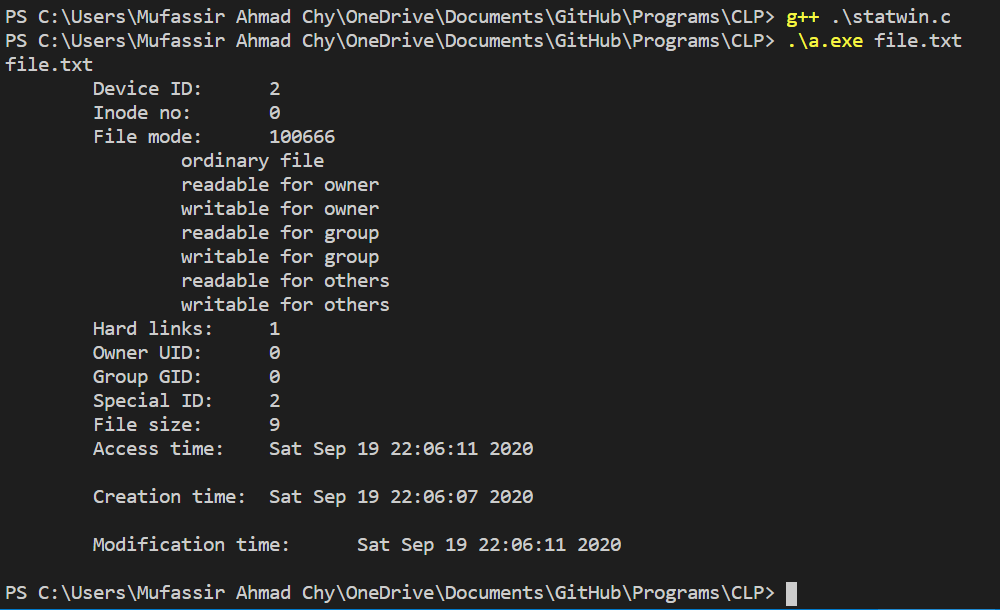 PS C:\Users\Mufassir Ahmad Chy\OneDrive\Documents\GitHub\Programs\CLP> g++ .\statwin.c
PS C:\Users\Mufassir Ahmad Chy\OneDrive\Documents\GitHub\Programs\CLP> .\a.exe file.txt
file.txt
        Device ID:      2
        Inode no:       0
        File mode:      100666
                ordinary file
                readable for owner
                writable for owner
                readable for group
                writable for group
                readable for others
                writable for others
        Hard links:     1
        Owner UID:      0
        Group GID:      0
        Special ID:     2
        File size:      9
        Access time:    Sat Sep 19 22:06:11 2020
        Creation time:  Sat Sep 19 22:06:07 2020
        Modification time:      Sat Sep 19 22:06:11 2020
PS C:\Users\Mufassir Ahmad Chy\OneDrive\Documents\GitHub\Programs\CLP>